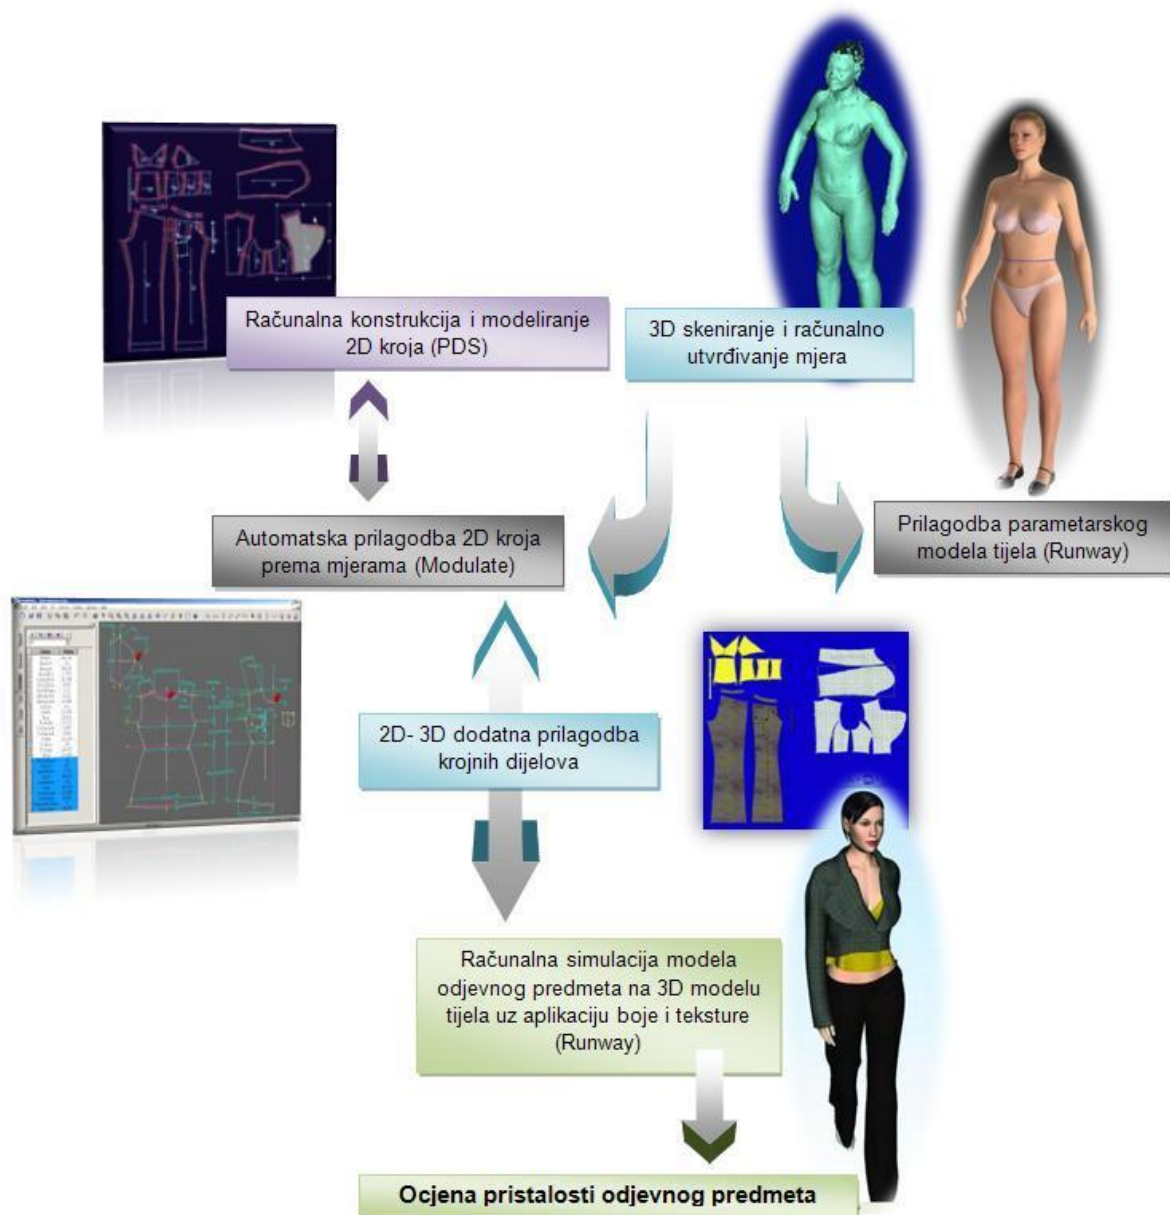 Računalna konstrukcija i modeliranje
2D kroja (PDS)
3D skeniranje i računalno
utvrđivanje mjera
Automatska prilagodba 2D kroja
prema mjerama (Modulate)
Prilagodba parametarskog
modela tijela (Runway)
2D- 3D dodatna prilagodba
krojnih dijelova
Računalna simulacija modela
odjevnog predmeta na 3D modelu
tijela uz aplikaciju boje i teksture
(Runway)
Ocjena pristalosti odjevnog predmeta